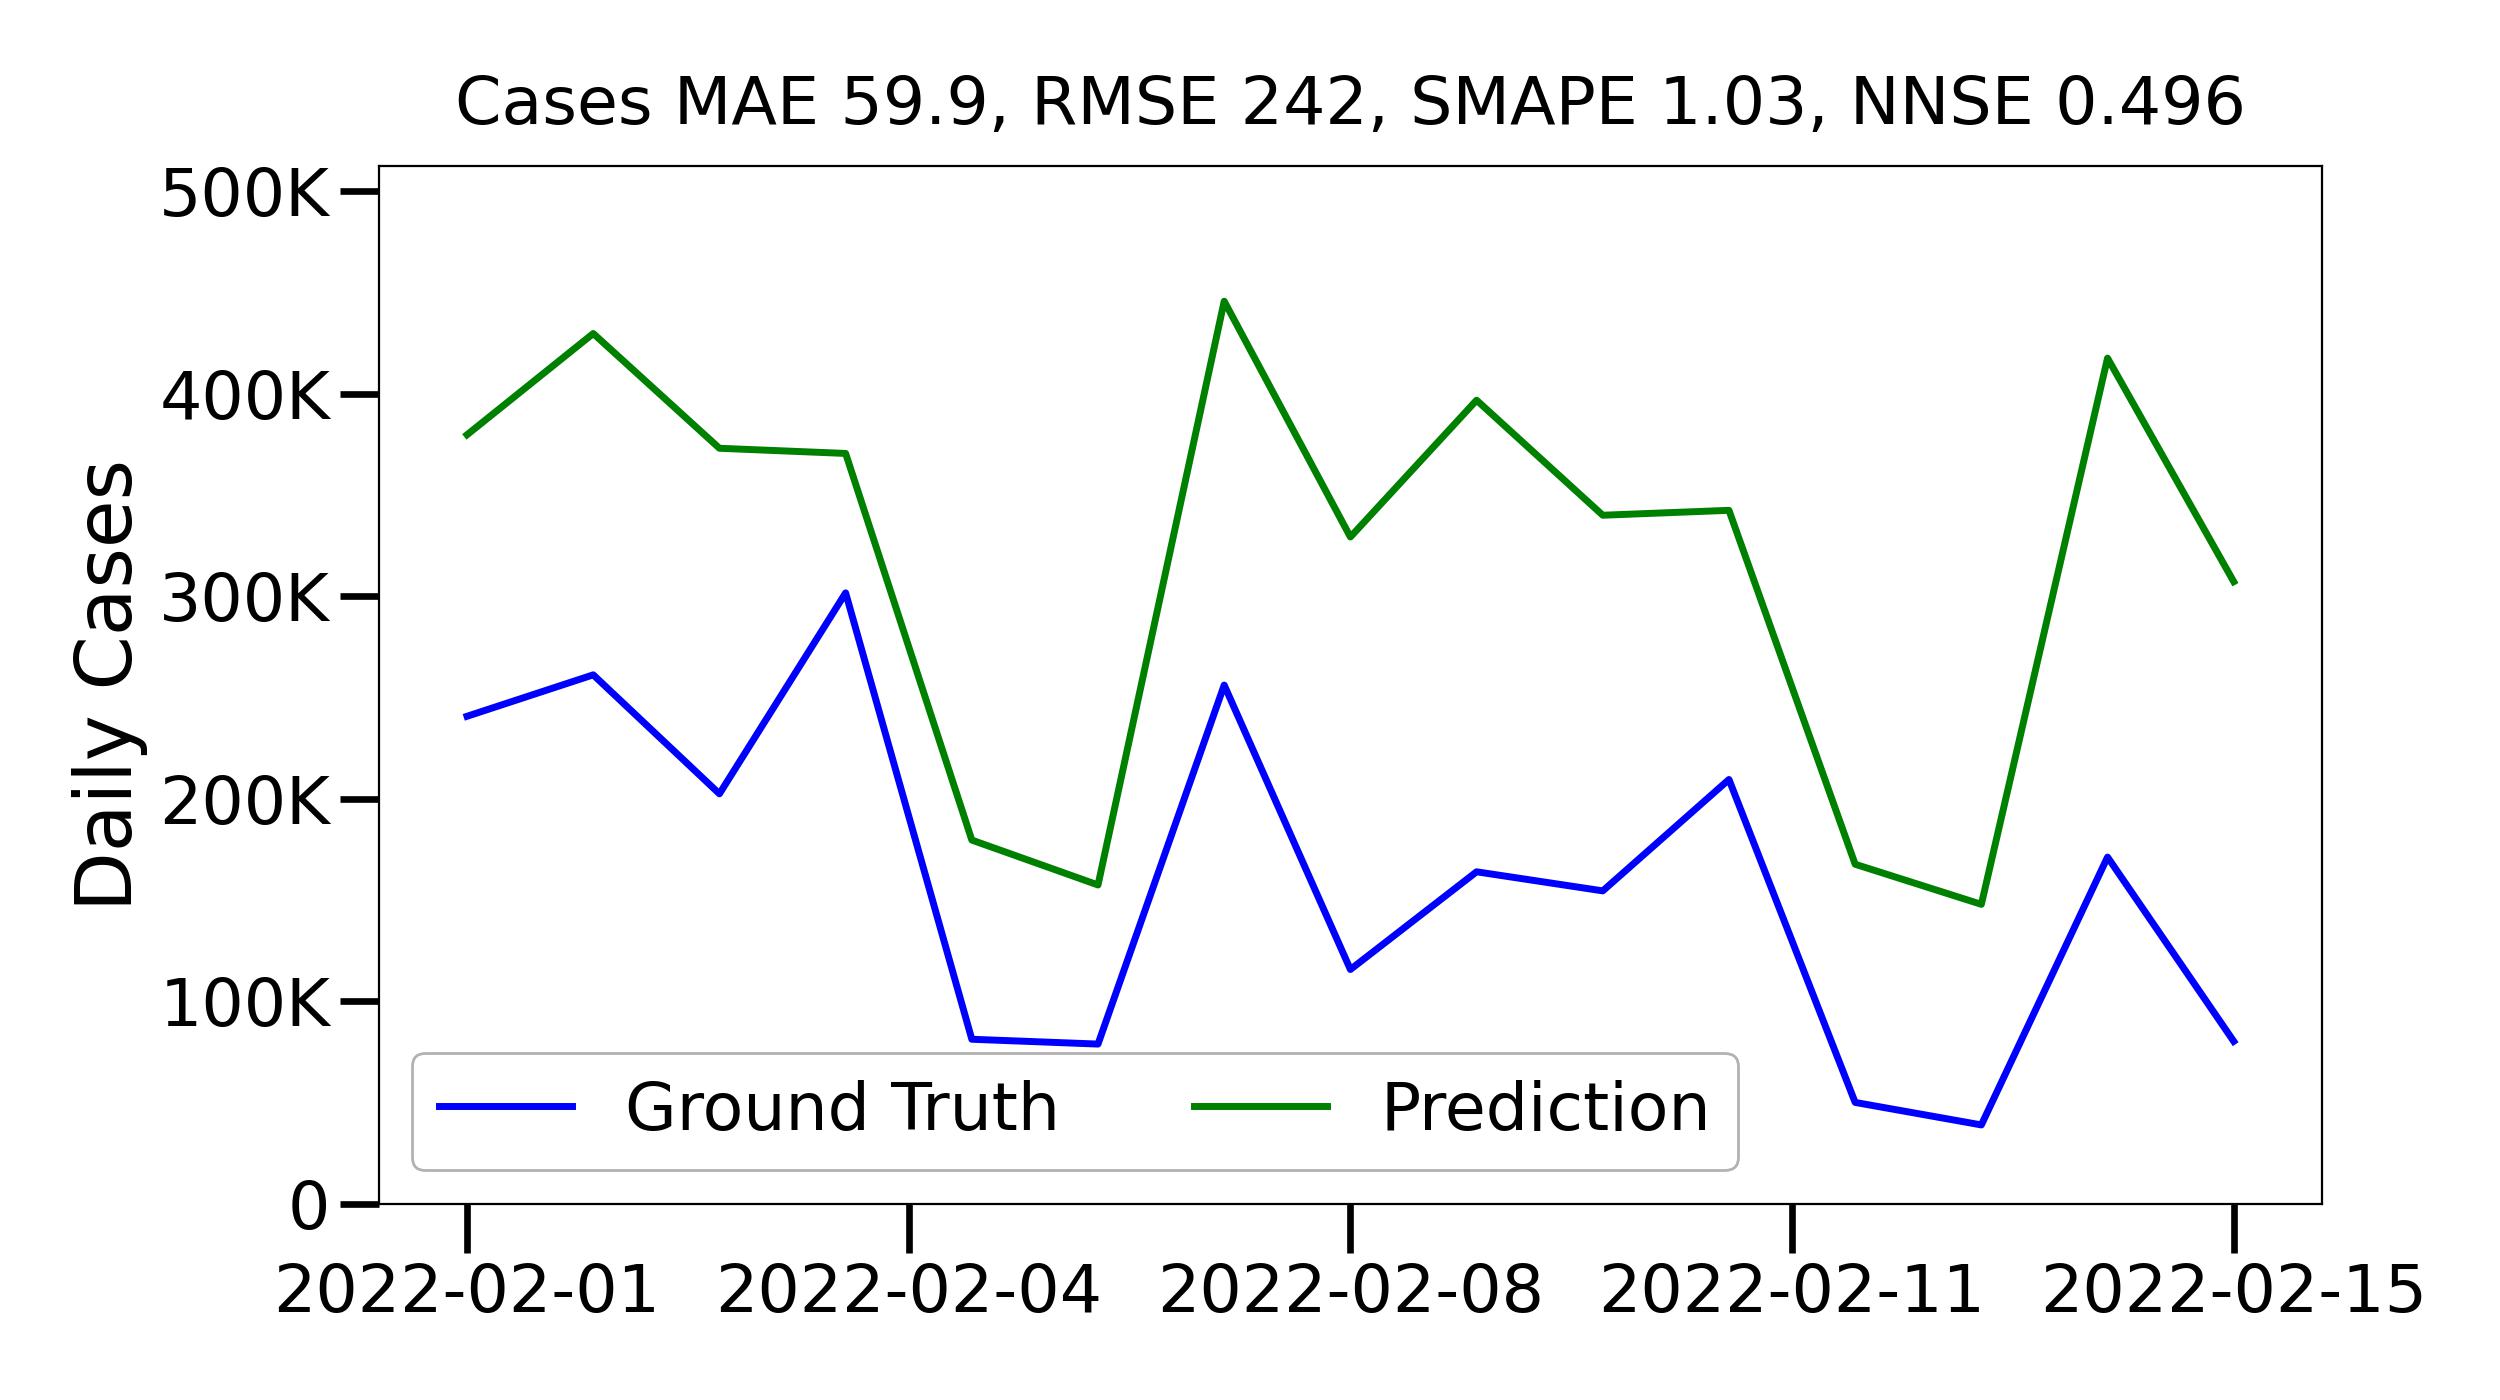 Cases MAE 59.9, RMSE 242, SMAPE 1.03, NNSE 0.496
500K
400K
300K
200K
100K
0
Daily Cases
Ground Truth
Prediction
2022-02-01
2022-02-04
2022-02-08
2022-02-11
2022-02-15